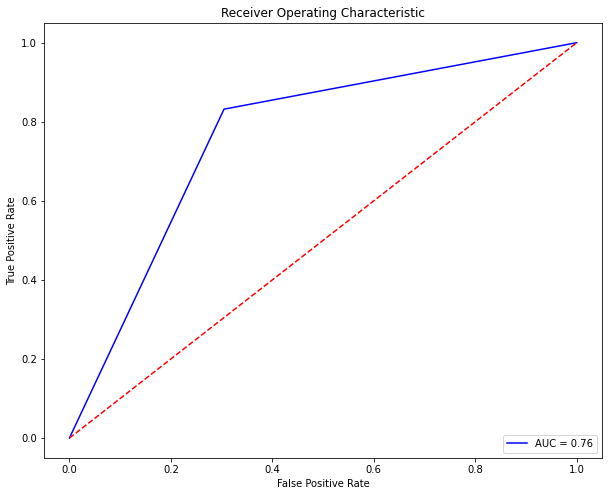 Receiver Operating Characteristic
1.0
0.8
0.6
0.4
0.2
0.0
True Positive Rate
AUC = 0.76
0.0 0.2 0.4 0.6 0.8 1.0
False Positive Rate